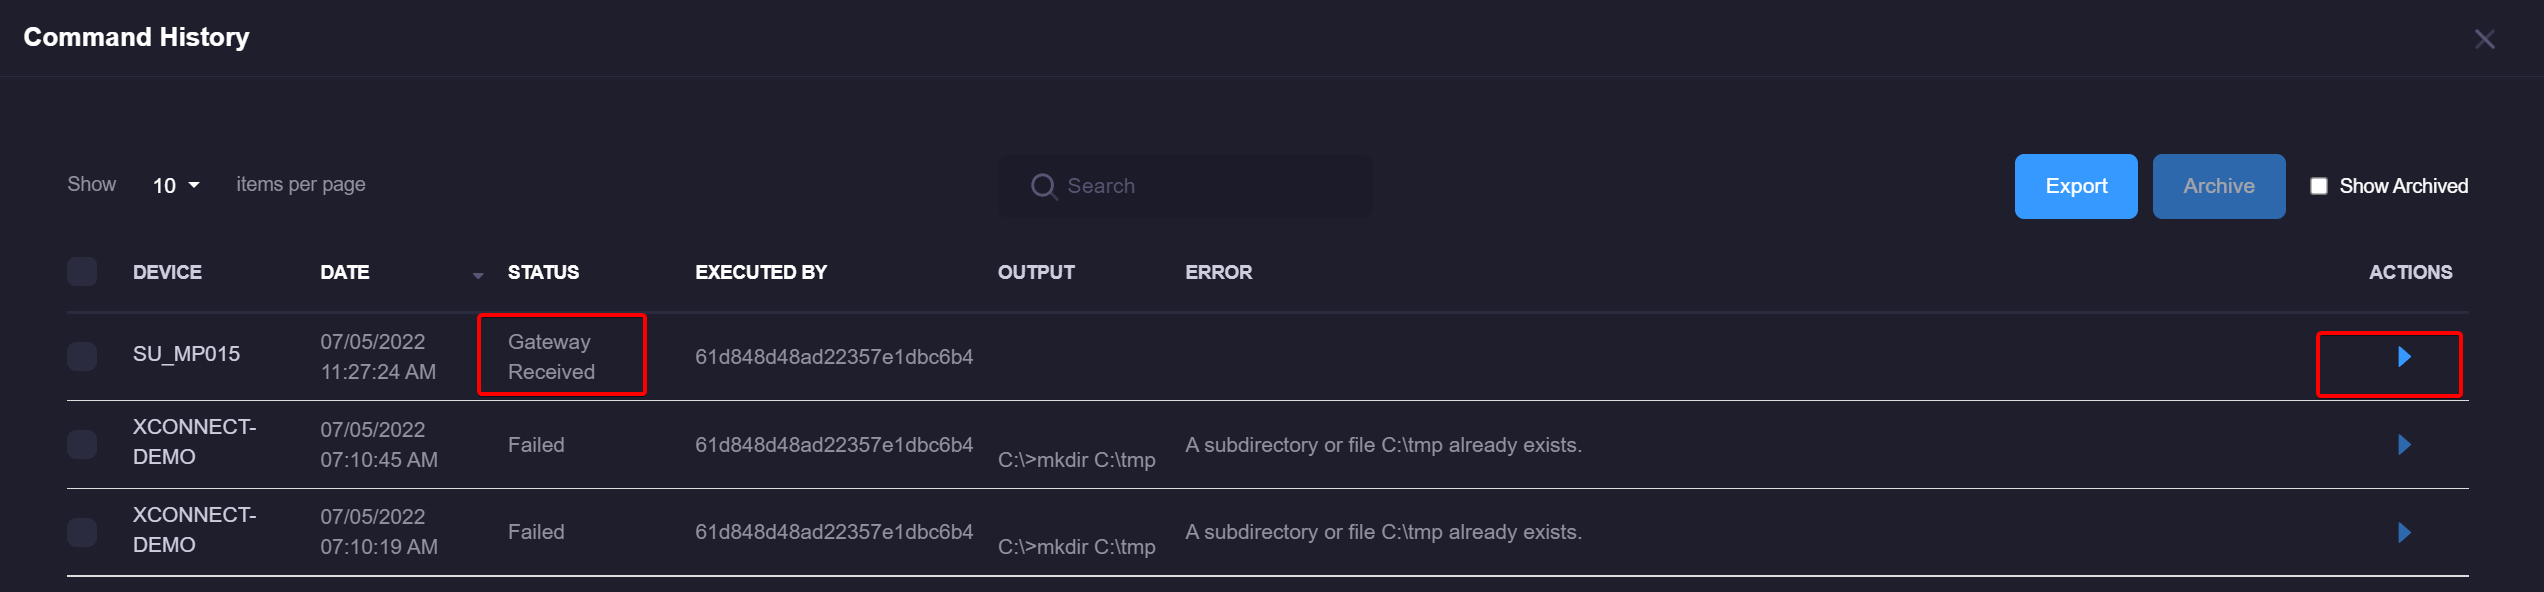 Command History
Show 10 items per page
Search
Export
Archive
Show Archived
DEVICE DATE STATUS EXECUTED BY OUTPUT ERROR ACTIONS
SU_MP015
07/05/2022
11:27:24 AM
Gateway
Received
61d848d48ad22357e1dbc6b4
XCONNECT-
DEMO
07/05/2022
07:10:45 AM
Failed
61d848d48ad22357e1dbc6b4
C:\>mkdir C:\tmp
A subdirectory or file C:\tmp already exists.
XCONNECT-
DEMO
07/05/2022
07:10:19 AM
Failed
61d848d48ad22357e1dbc6b4
C:\>mkdir C:\tmp
A subdirectory or file C:\tmp already exists.